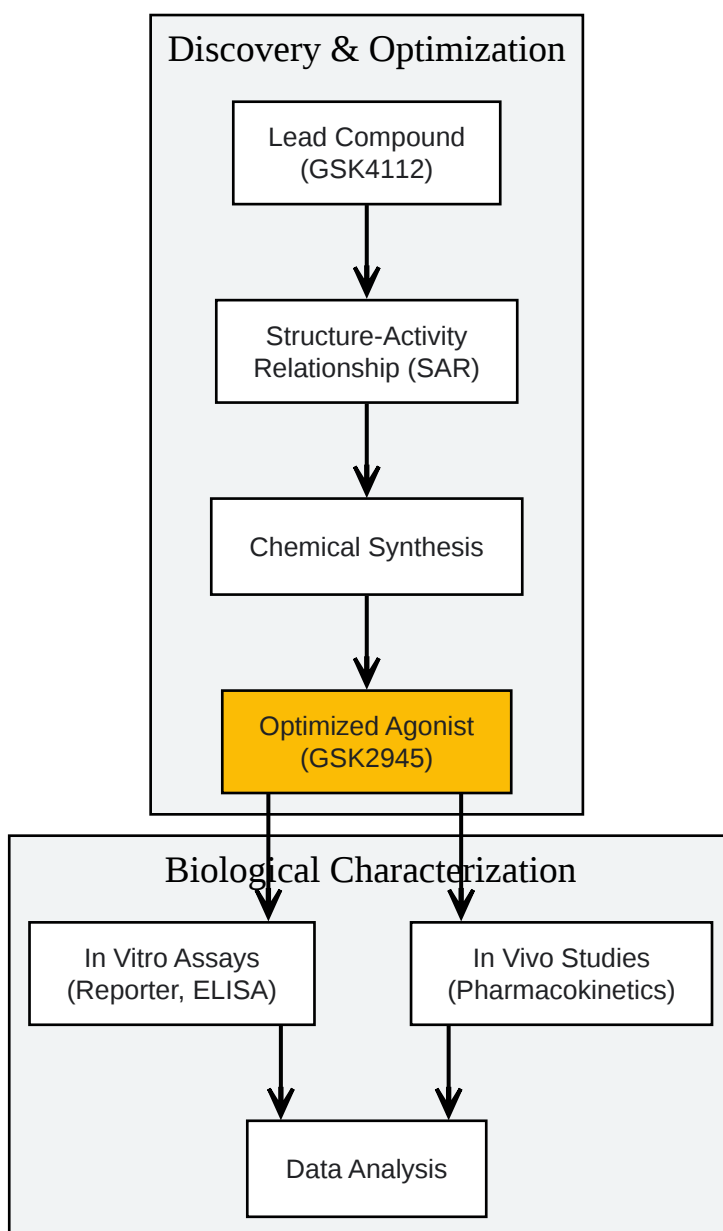 Discovery & Optimization
Lead Compound
(GSK4112)
Structure-Activity
Relationship (SAR)
Chemical Synthesis
Optimized Agonist
(GSK2945)
Biological Characterization
In Vitro Assays
(Reporter, ELISA)
In Vivo Studies
(Pharmacokinetics)
Data Analysis